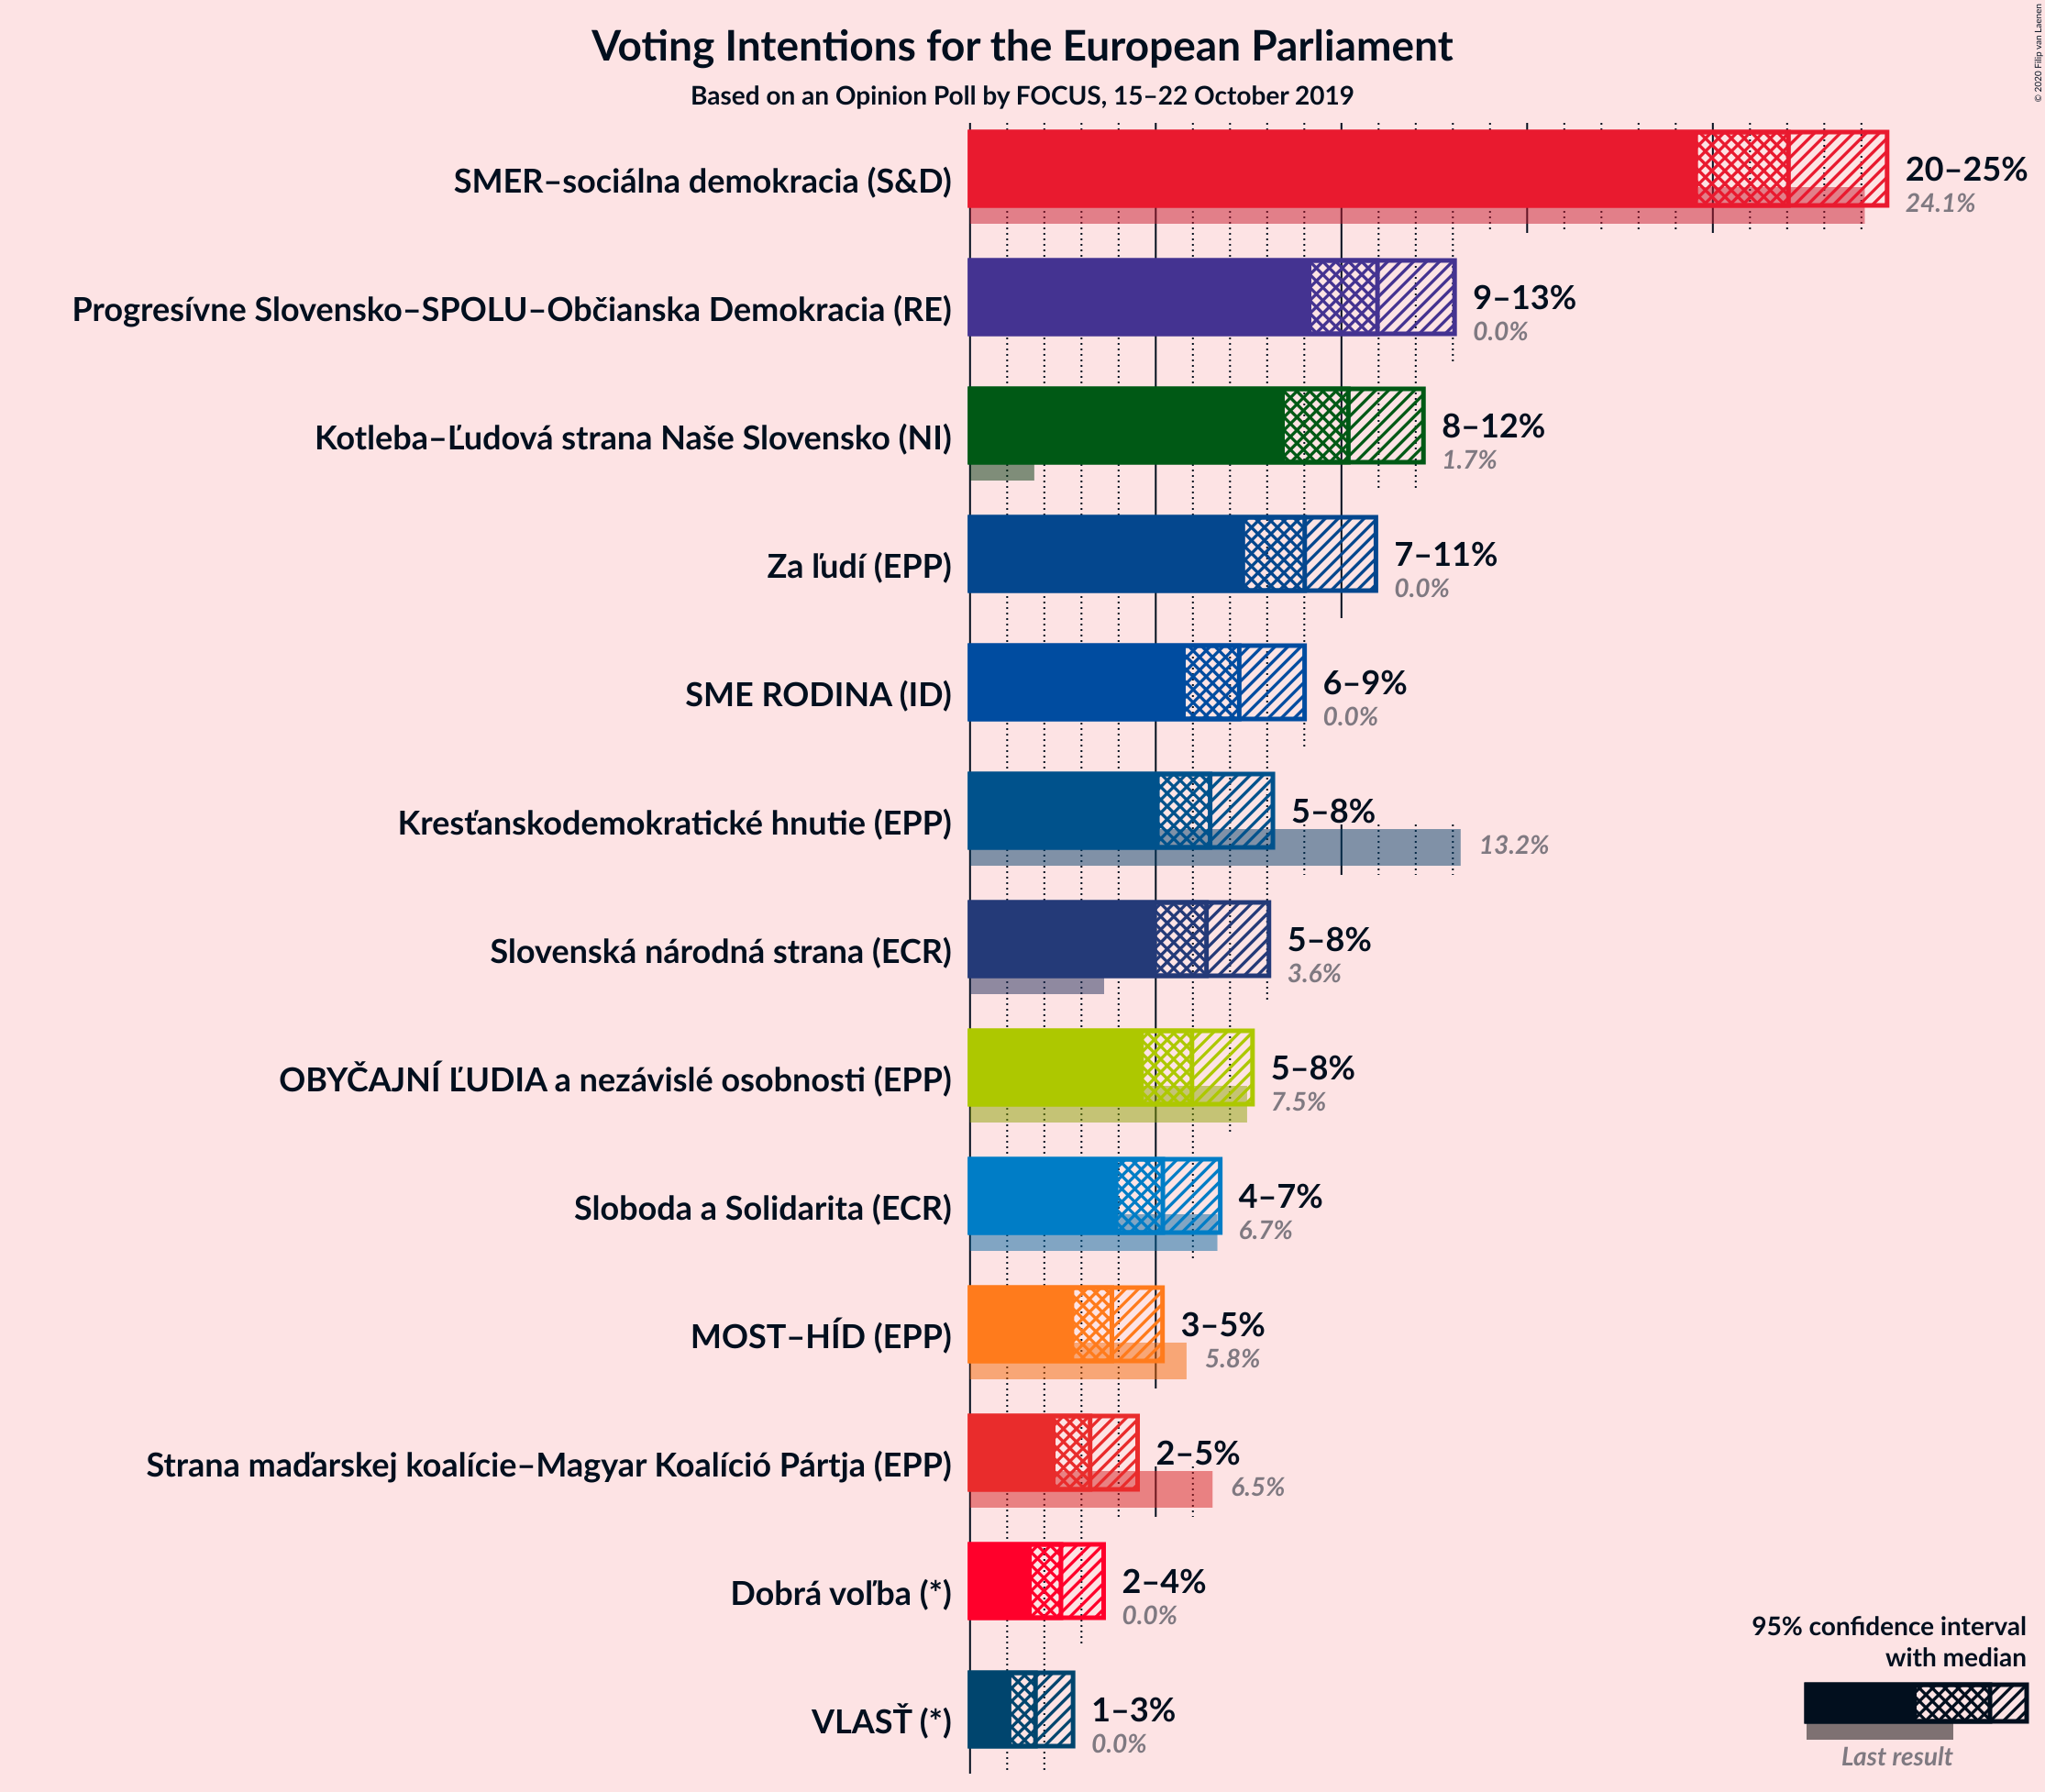 Voting Intentions for the European Parliament
Based on an Opinion Poll by FOCUS, 15–22 October 2019
© 2020 Filip van Laenen
SMER–sociálna demokracia (S&D)
20–25%
24.1%
Progresívne Slovensko–SPOLU–Občianska Demokracia (RE)
9–13%
0.0%
Kotleba–Ľudová strana Naše Slovensko (NI)
8–12%
1.7%
Za ľudí (EPP)
7–11%
0.0%
SME RODINA (ID)
6–9%
0.0%
Kresťanskodemokratické hnutie (EPP)
5–8%
13.2%
Slovenská národná strana (ECR)
5–8%
3.6%
OBYČAJNÍ ĽUDIA a nezávislé osobnosti (EPP)
5–8%
7.5%
Sloboda a Solidarita (ECR)
4–7%
6.7%
MOST–HÍD (EPP)
3–5%
5.8%
Strana maďarskej koalície–Magyar Koalíció Pártja (EPP)
2–5%
6.5%
Dobrá voľba (*)
2–4%
0.0%
VLASŤ (*)
1–3%
0.0%
95% confidence interval
with median
Last result